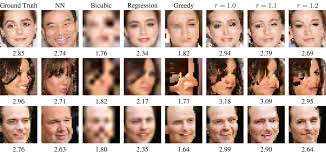 Ground Truth NN Bicubic Regression Greedy τ = 1.0 τ = 1.1 τ = 1.2
2.85 2.74 1.76 2.34 1.82 2.94 2.79 2.69
2.96 2.71 1.82 2.17 1.77 3.18 3.09 2.95
2.76 2.63 1.80 2.35 1.64 2.99 2.90 2.64